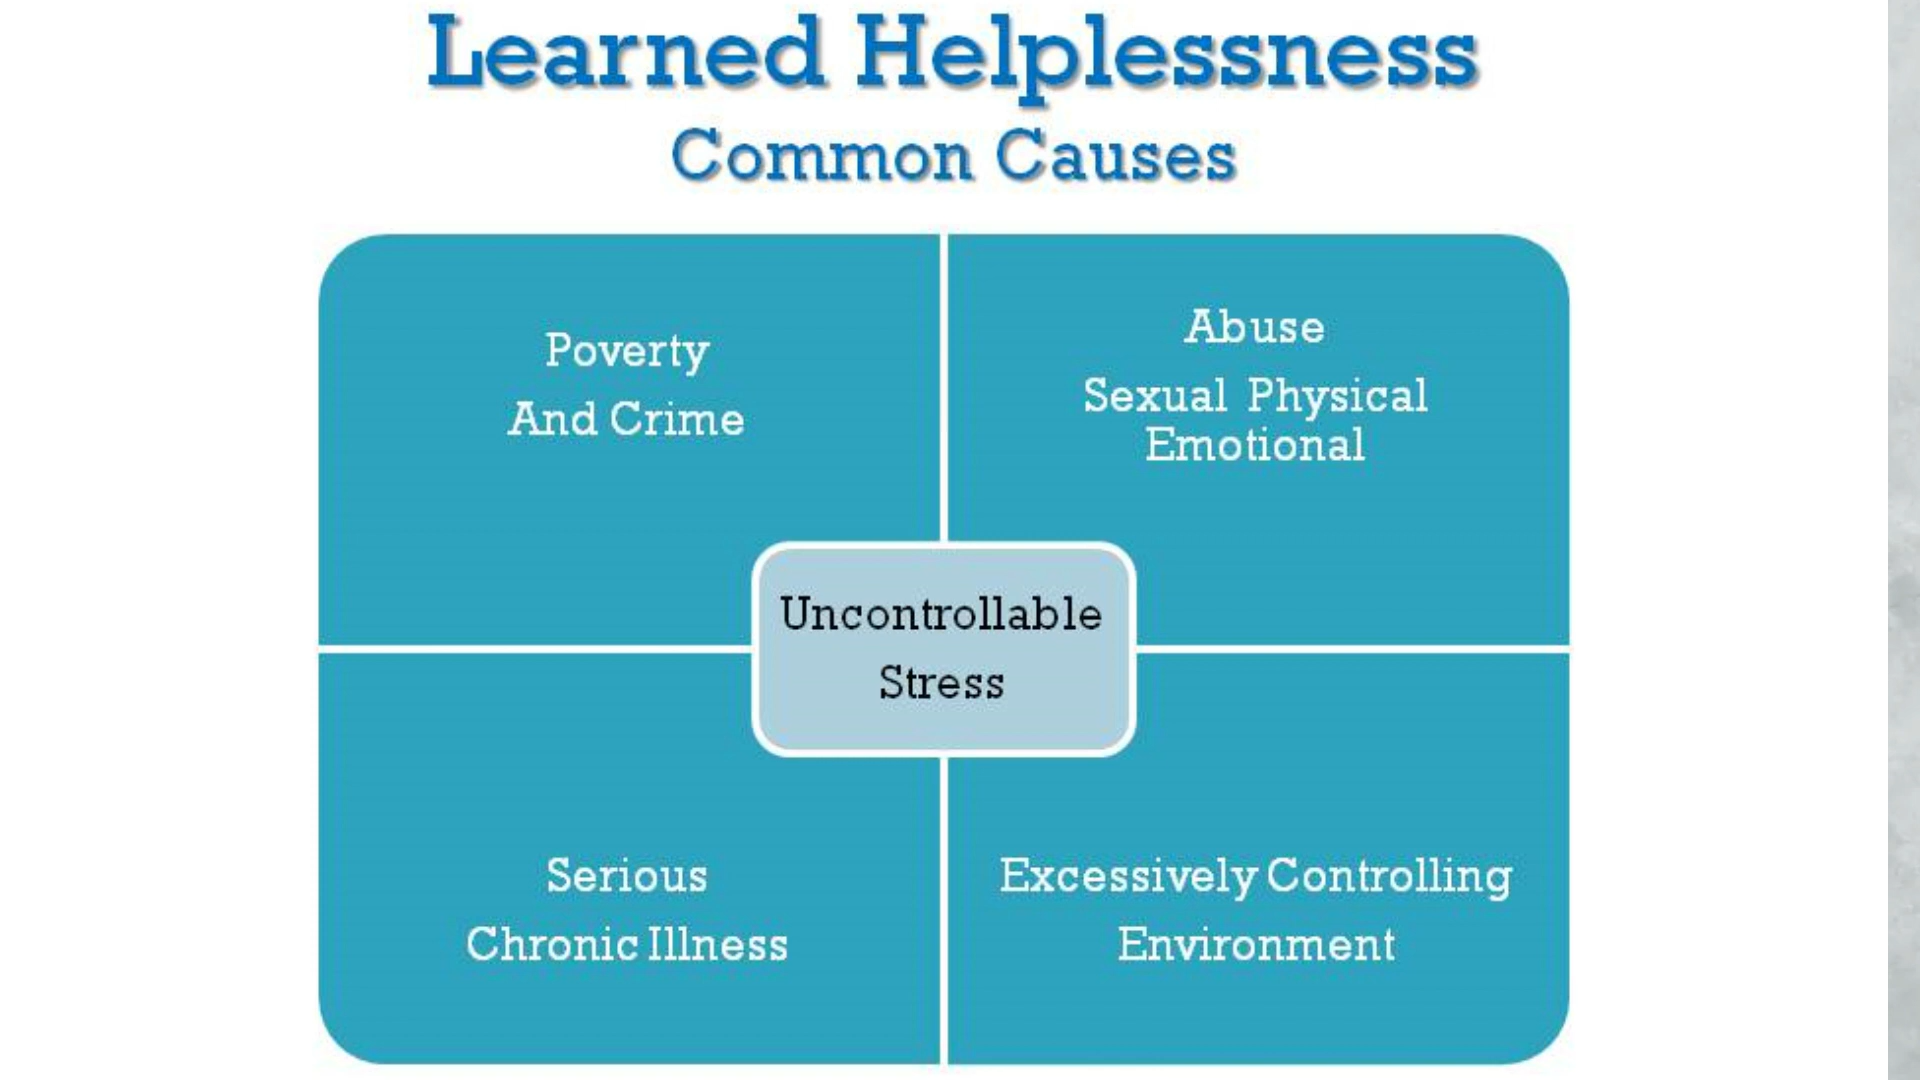 Learned Helplessness
Common Causes
Poverty
And Crime
Abuse
Sexual Physical
Emotional
Uncontrollable
Stress
Serious
Chronic Illness
Excessively Controlling
Environment